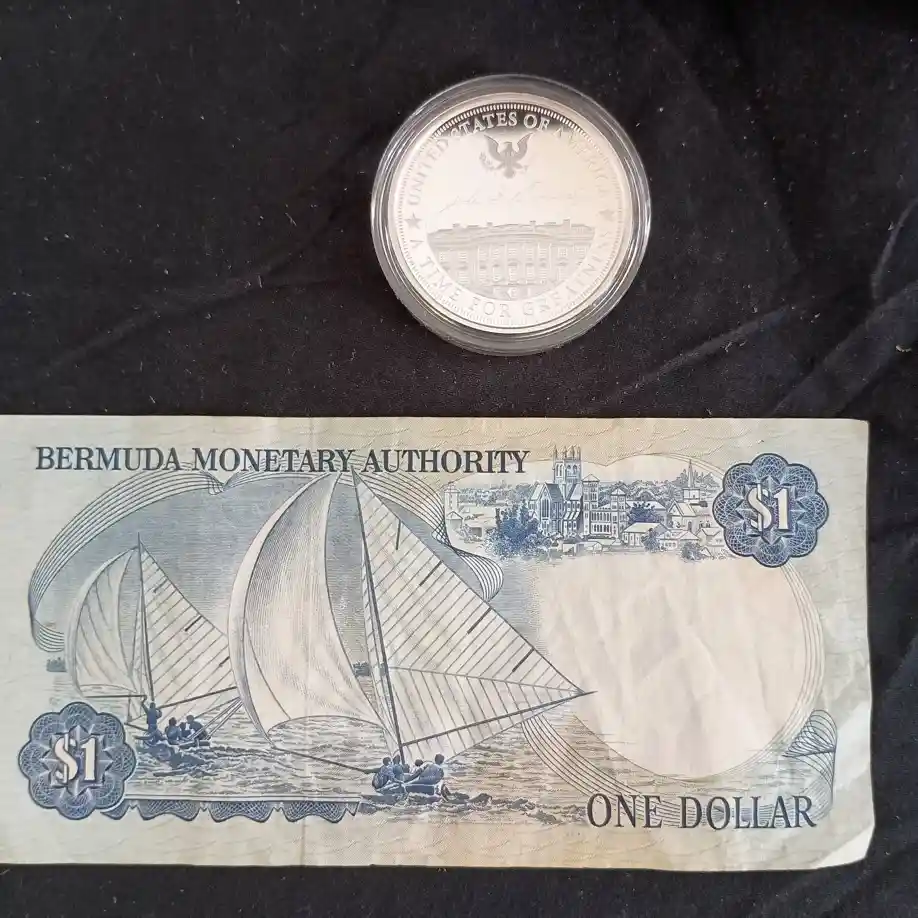 UNITED STATES OF AMERICA
A TIME FOR GREATNESS
BERMUDA MONETARY AUTHORITY
$1
$1
ONE DOLLAR